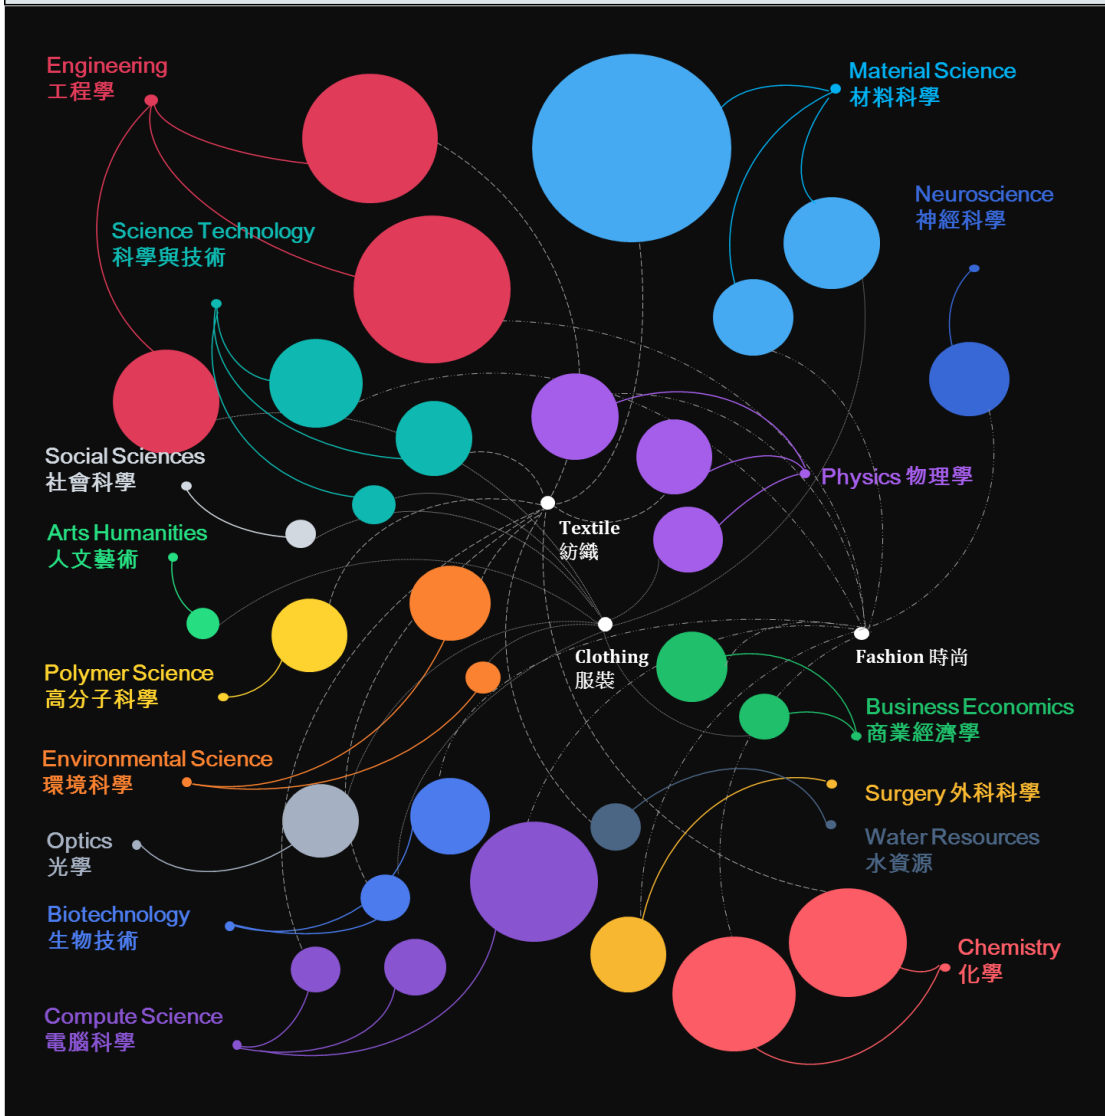 Engineering
工程學
Material Science
材料科學
Neuroscience
神經科學
Science Technology
科學與技術
Social Sciences
社會科學
Physics 物理學
Arts Humanities
人文藝術
Textile
紡織
Clothing
服裝
Fashion 時尚
Polymer Science
高分子科學
Business Economics
商業經濟學
Environmental Science
環境科學
Surgery 外科科學
Optics
光學
Water Resources
水資源
Biotechnology
生物技術
Chemistry
化學
Compute Science
電腦科學